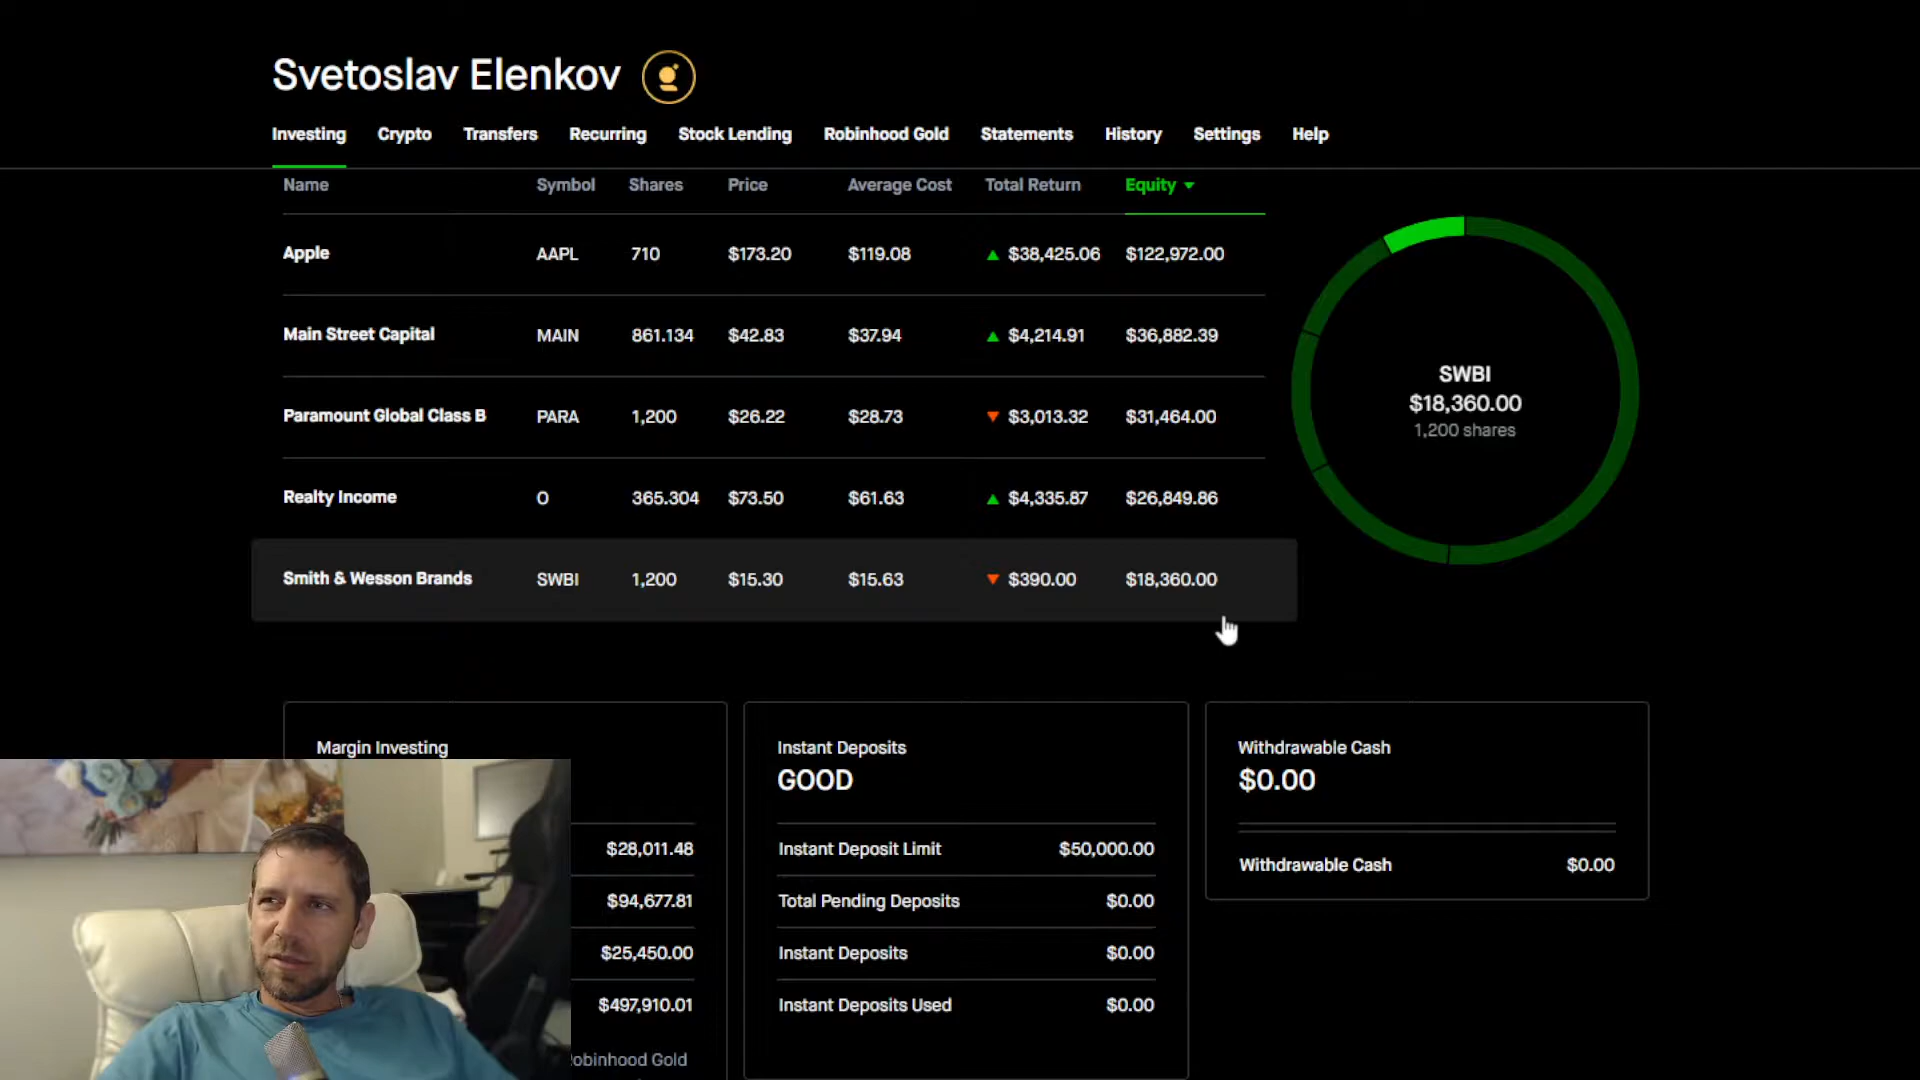 Svetoslav Elenkov
Investing Crypto Transfers Recurring Stock Lending Robinhood Gold Statements History Settings Help
Name Symbol Shares Price Average Cost Total Return Equity
Apple AAPL 710 $173.20 $119.08 $38,425.06 $122,972.00
Main Street Capital MAIN 861.134 $42.83 $37.94 $4,214.91 $36,882.39
Paramount Global Class B PARA 1,200 $26.22 $28.73 $3,013.32 $31,464.00
Realty Income O 365.304 $73.50 $61.63 $4,335.87 $26,849.86
Smith & Wesson Brands SWBI 1,200 $15.30 $15.63 $390.00 $18,360.00
SWBI
$18,360.00
1,200 shares
Margin Investing
$28,011.48
$94,677.81
$25,450.00
$497,910.01
obinhood Gold
Instant Deposits
GOOD
Instant Deposit Limit $50,000.00
Total Pending Deposits $0.00
Instant Deposits $0.00
Instant Deposits Used $0.00
Withdrawable Cash
$0.00
Withdrawable Cash $0.00